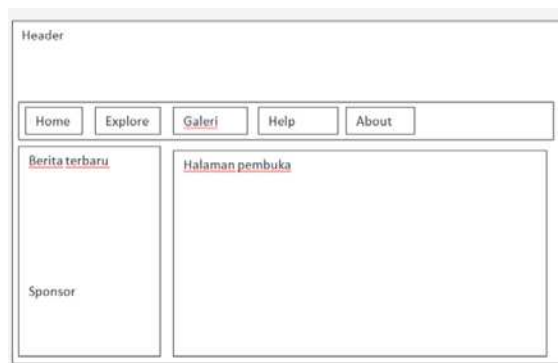 Header
Home Explore Galeri Help About
Berita terbaru
Halaman pembuka
Sponsor